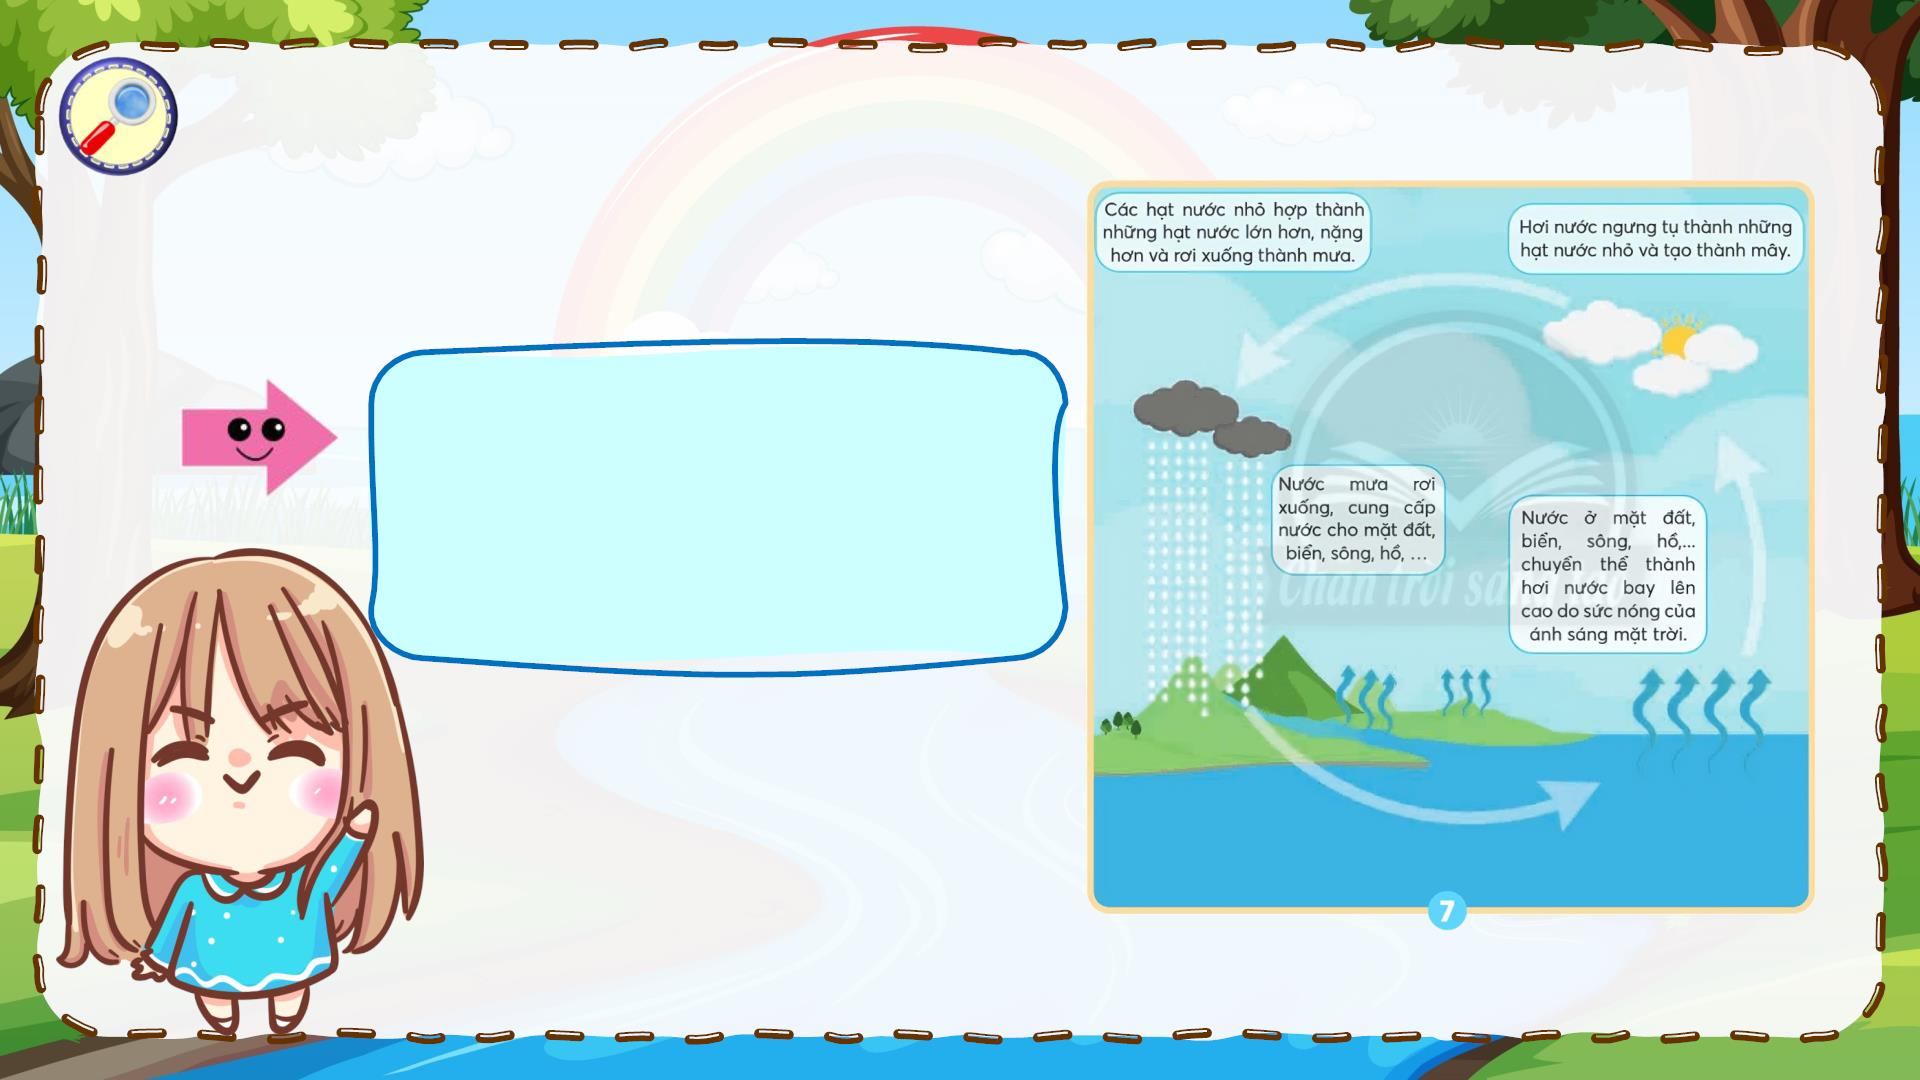 Các hạt nước nhỏ hợp thành
những hạt nước lớn hơn, nặng
hơn và rơi xuống thành mưa.
Hơi nước ngưng tụ thành những
hạt nước nhỏ và tạo thành mây.
Nước mưa rơi
xuống, cung cấp
nước cho mặt đất,
biển, sông, hồ, …
Nước ở mặt đất,
biển, sông, hồ,...
chuyển thể thành
hơi nước bay lên
cao do sức nóng của
ánh sáng mặt trời.
Chân trời sá
7